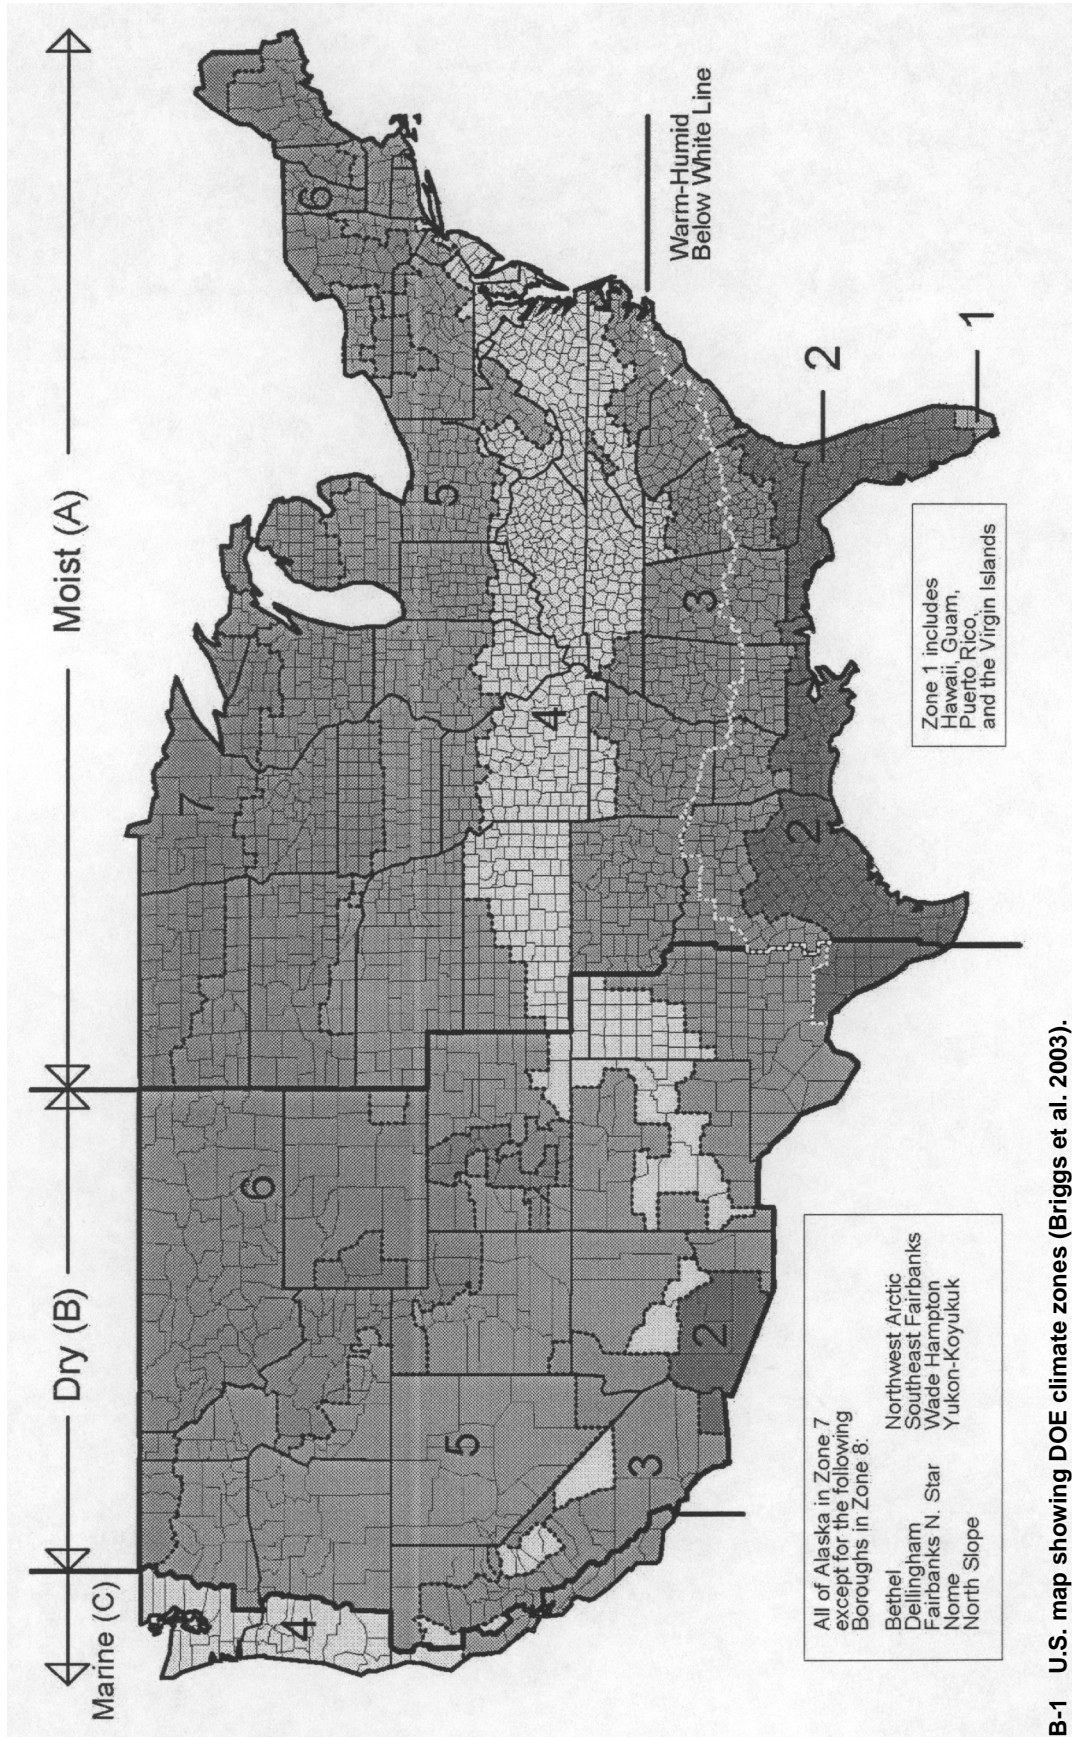 Marine (C)
Dry (B)
Moist (A)
7
6
6
5
5
4
4
3
3
2
2
2
1
Warm-Humid
Below White Line
All of Alaska in Zone 7
except for the following
Boroughs in Zone 8:
Bethel
Dellingham
Fairbanks N. Star
Nome
North Slope
Northwest Arctic
Southeast Fairbanks
Wade Hampton
Yukon-Koyukuk
Zone 1 includes
Hawaii, Guam,
Puerto Rico,
and the Virgin Islands
B-1 U.S. map showing DOE climate zones (Briggs et al. 2003).